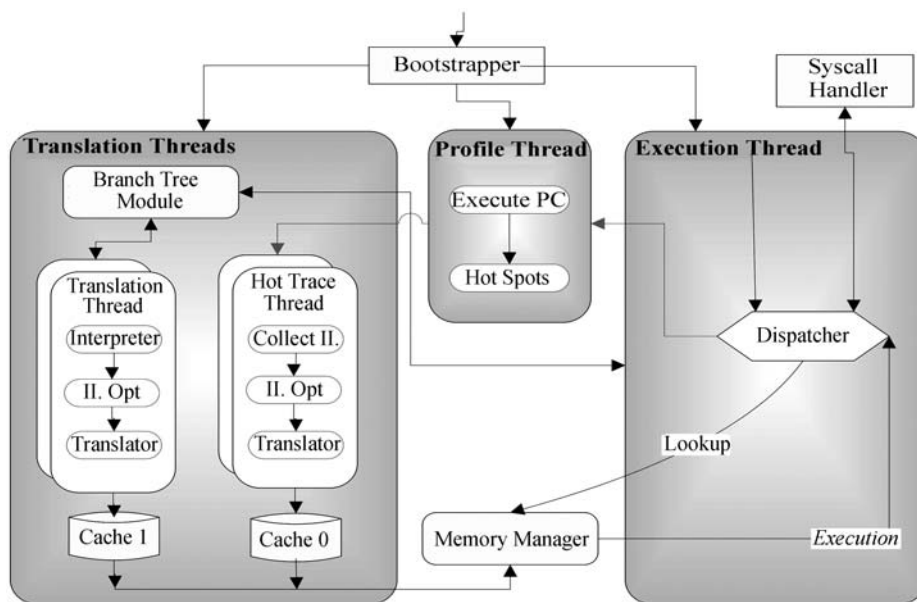 Bootstrapper
Syscall
Handler
Translation Threads
Branch Tree
Module
Translation
Thread
Interpreter
II. Opt
Translator
Cache 1
Hot Trace
Thread
Collect II.
II. Opt
Translator
Cache 0
Profile Thread
Execute PC
Hot Spots
Execution Thread
Dispatcher
Lookup
Memory Manager
Execution